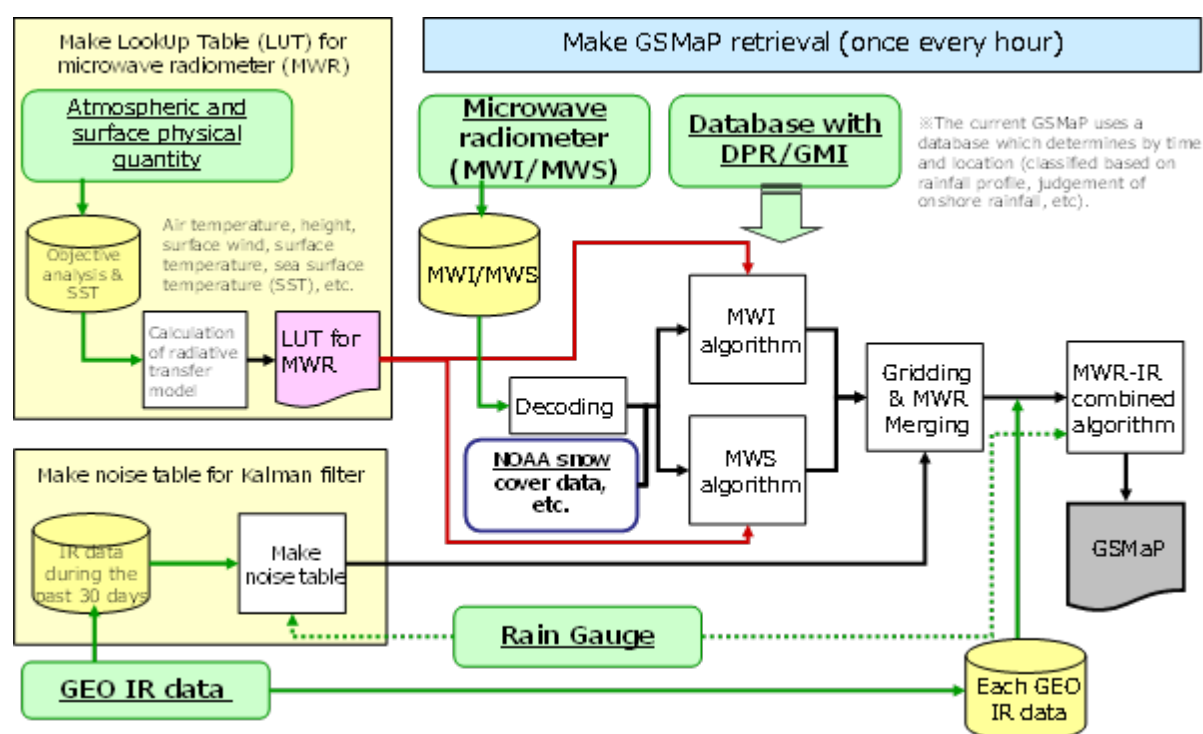 Make LookUp Table (LUT) for
microwave radiometer (MWR)
Atmospheric and
surface physical
quantity
Objective
analysis &
SST
Air temperature, height,
surface wind, surface
temperature, sea surface
temperature (SST), etc.
Calculation
of radiative
transfer
model
LUT for
MWR
Make GSMaP retrieval (once every hour)
Microwave
radiometer
(MWI/MWS)
Database with
DPR/GMI
※The current GSMaP uses a
database which determines by time
and location (classified based on
rainfall profile, judgement of
onshore rainfall, etc).
MWI/MWS
Decoding
NOAA snow
cover data,
etc.
MWI
algorithm
MWS
algorithm
Gridding
& MWR
Merging
MWR-IR
combined
algorithm
GSMaP
Make noise table for Kalman filter
IR data
during the
past 30 days
Make
noise table
Rain Gauge
GEO IR data
Each GEO
IR data